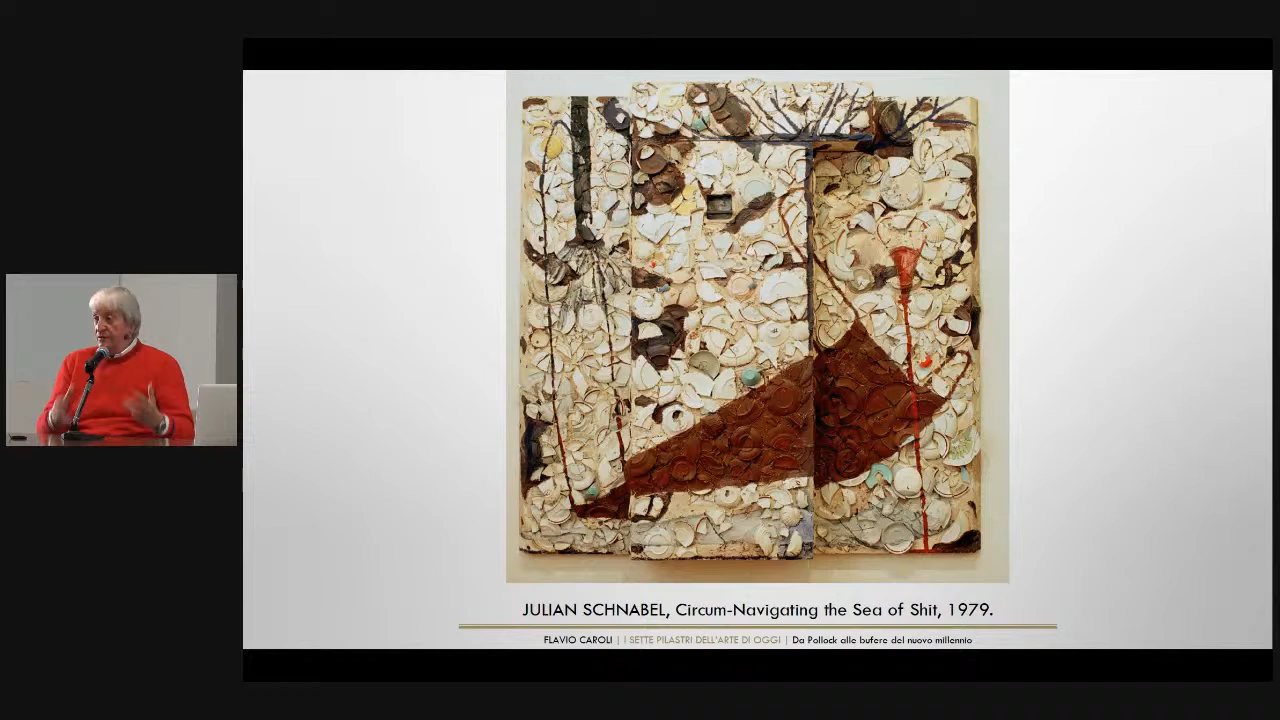 JULIAN SCHNABEL, Circum-Navigating the Sea of Shit, 1979.
FLAVIO CAROLI | I SETTE PILASTRI DELL'ARTE DI OGGI | Da Pollock alle bufere del nuovo millennio